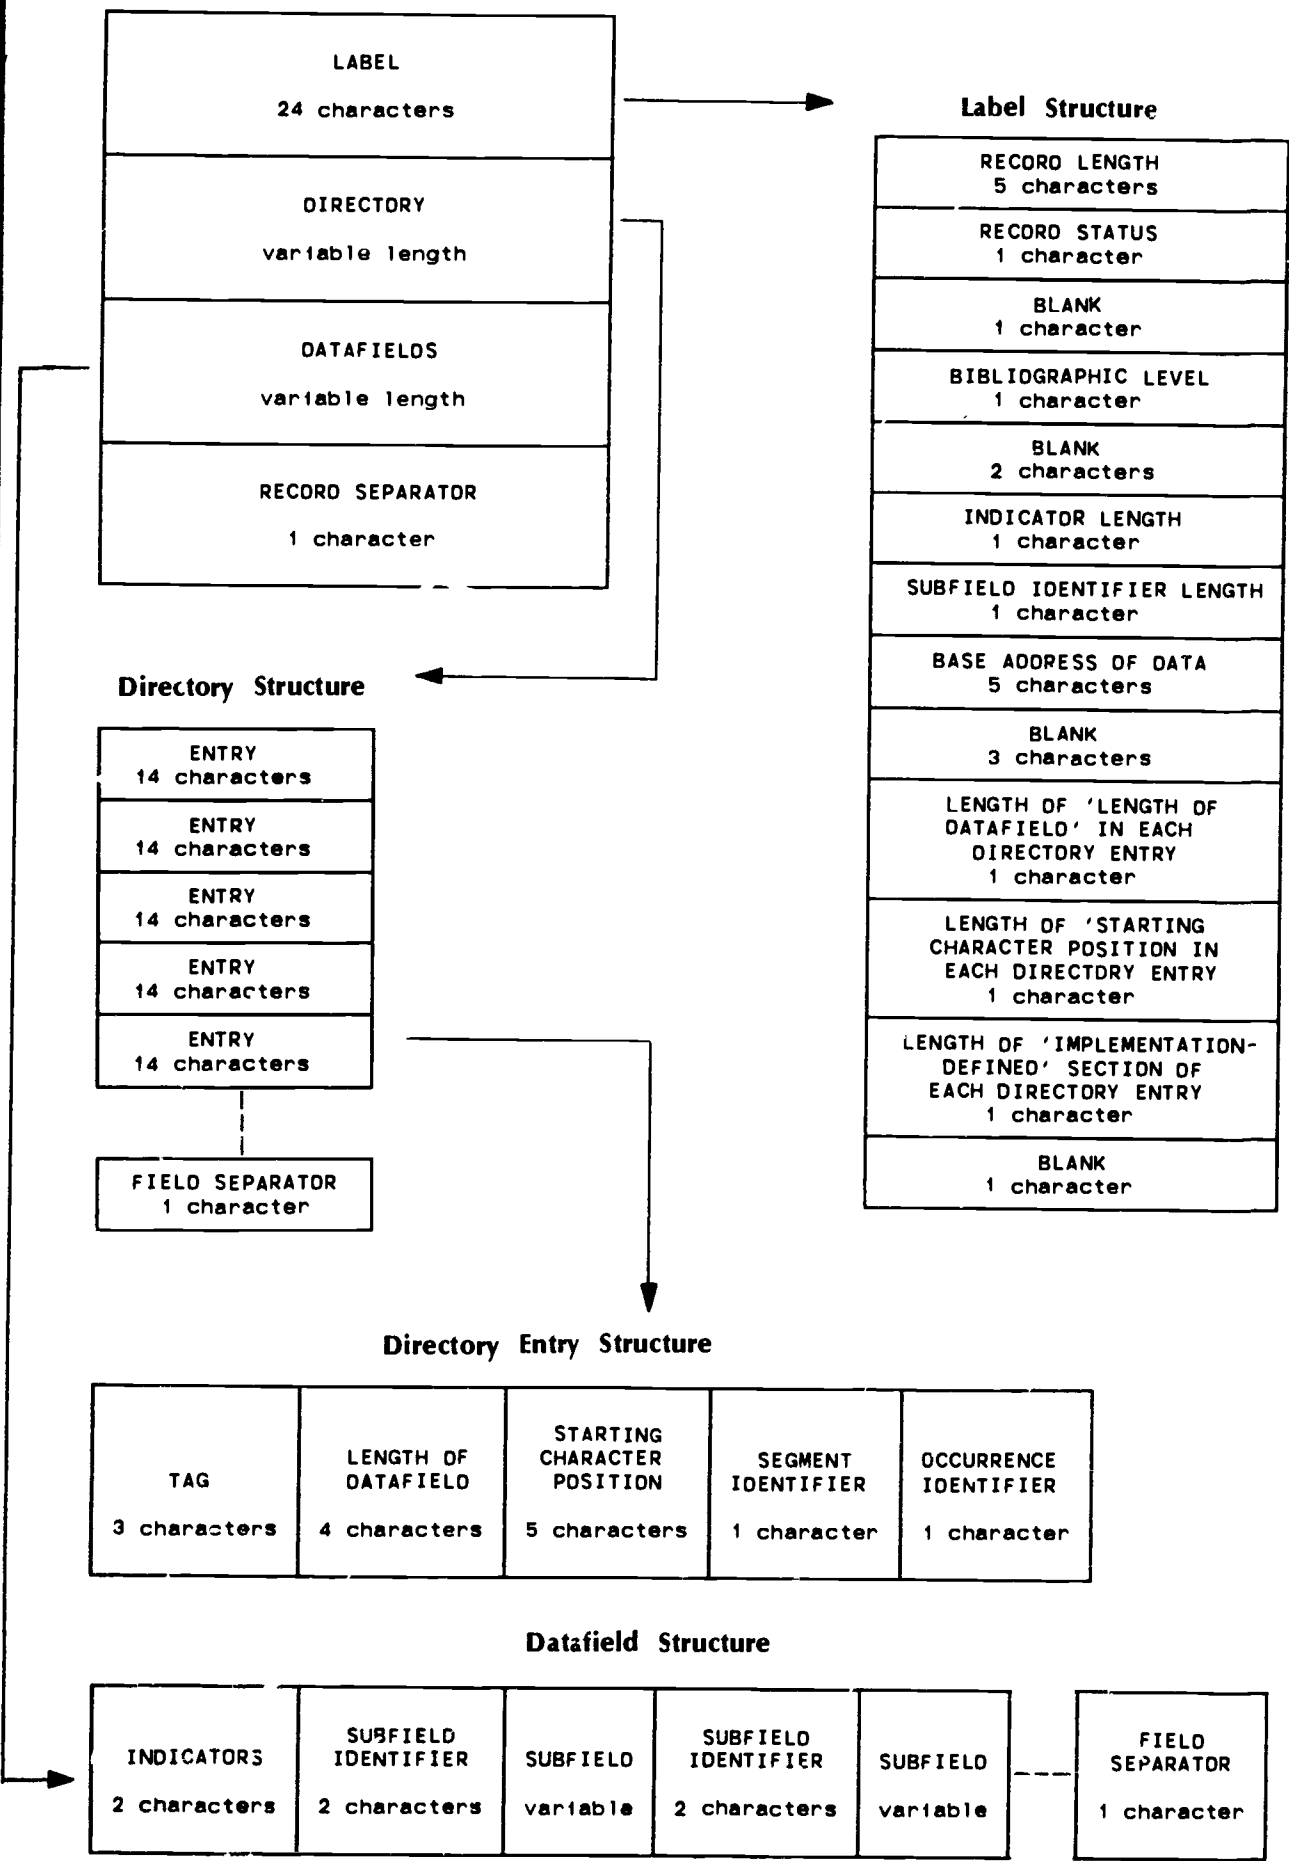 LABEL
24 characters
DIRECTORY
variable length
DATAFIELDS
variable length
RECORD SEPARATOR
1 character
Label Structure
RECORD LENGTH
5 characters
RECORD STATUS
1 character
BLANK
1 character
BIBLIOGRAPHIC LEVEL
1 character
BLANK
2 characters
INDICATOR LENGTH
1 character
SUBFIELD IDENTIFIER LENGTH
1 character
BASE ADDRESS OF DATA
5 characters
BLANK
3 characters
LENGTH OF 'LENGTH OF
DATAFIELD' IN EACH
DIRECTORY ENTRY
1 character
LENGTH OF 'STARTING
CHARACTER POSITION IN
EACH DIRECTORY ENTRY
1 character
LENGTH OF 'IMPLEMENTATION-
DEFINED' SECTION OF
EACH DIRECTORY ENTRY
1 character
BLANK
1 character
Directory Structure
ENTRY
14 characters
ENTRY
14 characters
ENTRY
14 characters
ENTRY
14 characters
ENTRY
14 characters
FIELD SEPARATOR
1 character
Directory Entry Structure
TAG
3 characters
LENGTH OF
DATAFIELD
4 characters
STARTING
CHARACTER
POSITION
5 characters
SEGMENT
IDENTIFIER
1 character
OCCURRENCE
IDENTIFIER
1 character
Datafield Structure
INDICATORS
2 characters
SUBFIELD
IDENTIFIER
2 characters
SUBFIELD
variable
SUBFIELD
IDENTIFIER
2 characters
SUBFIELD
variable
FIELD
SEPARATOR
1 character